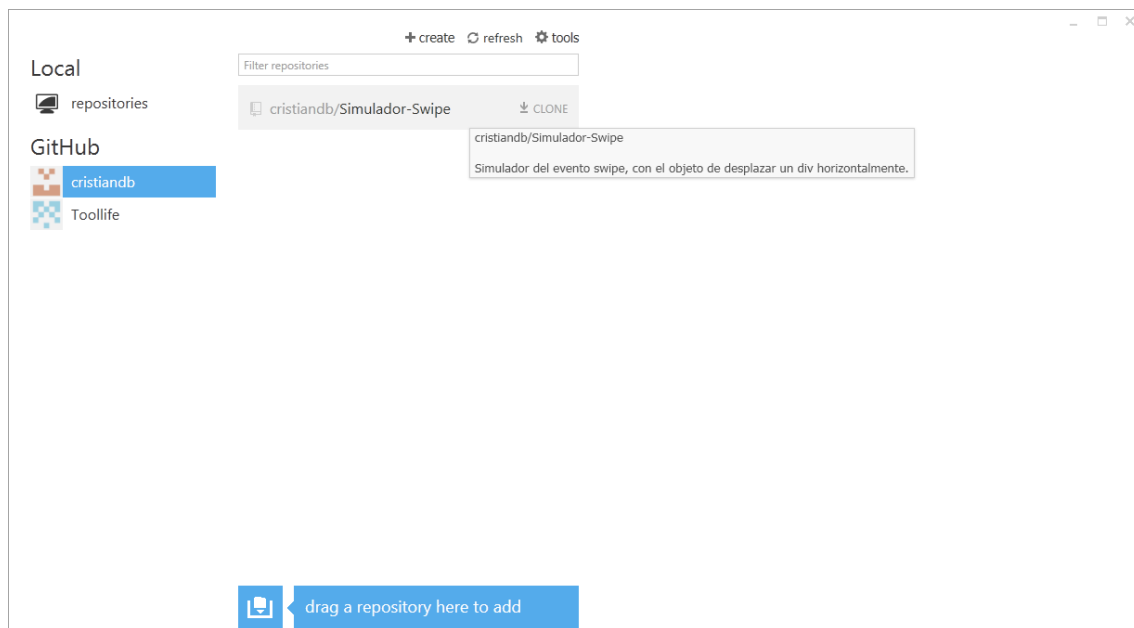 create refresh tools
Local
Filter repositories
repositories
cristiandb/Simulador-Swipe CLONE
cristiandb/Simulador-Swipe
Simulador del evento swipe, con el objeto de desplazar un div horizontalmente.
GitHub
cristiandb
Toollife
drag a repository here to add